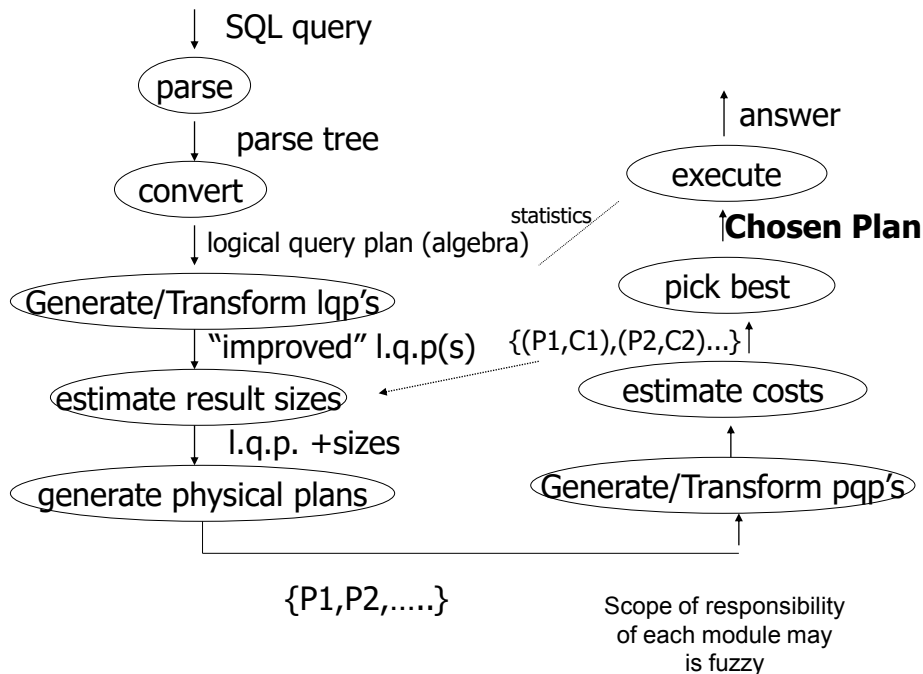 SQL query
parse
parse tree
convert
logical query plan (algebra)
Generate/Transform lqp's
“improved” l.q.p(s)
estimate result sizes
l.q.p. +sizes
generate physical plans
{P1,P2,…..}
answer
execute
statistics
Chosen Plan
pick best
{(P1,C1),(P2,C2)...}
estimate costs
Generate/Transform pqp's
Scope of responsibility
of each module may
is fuzzy